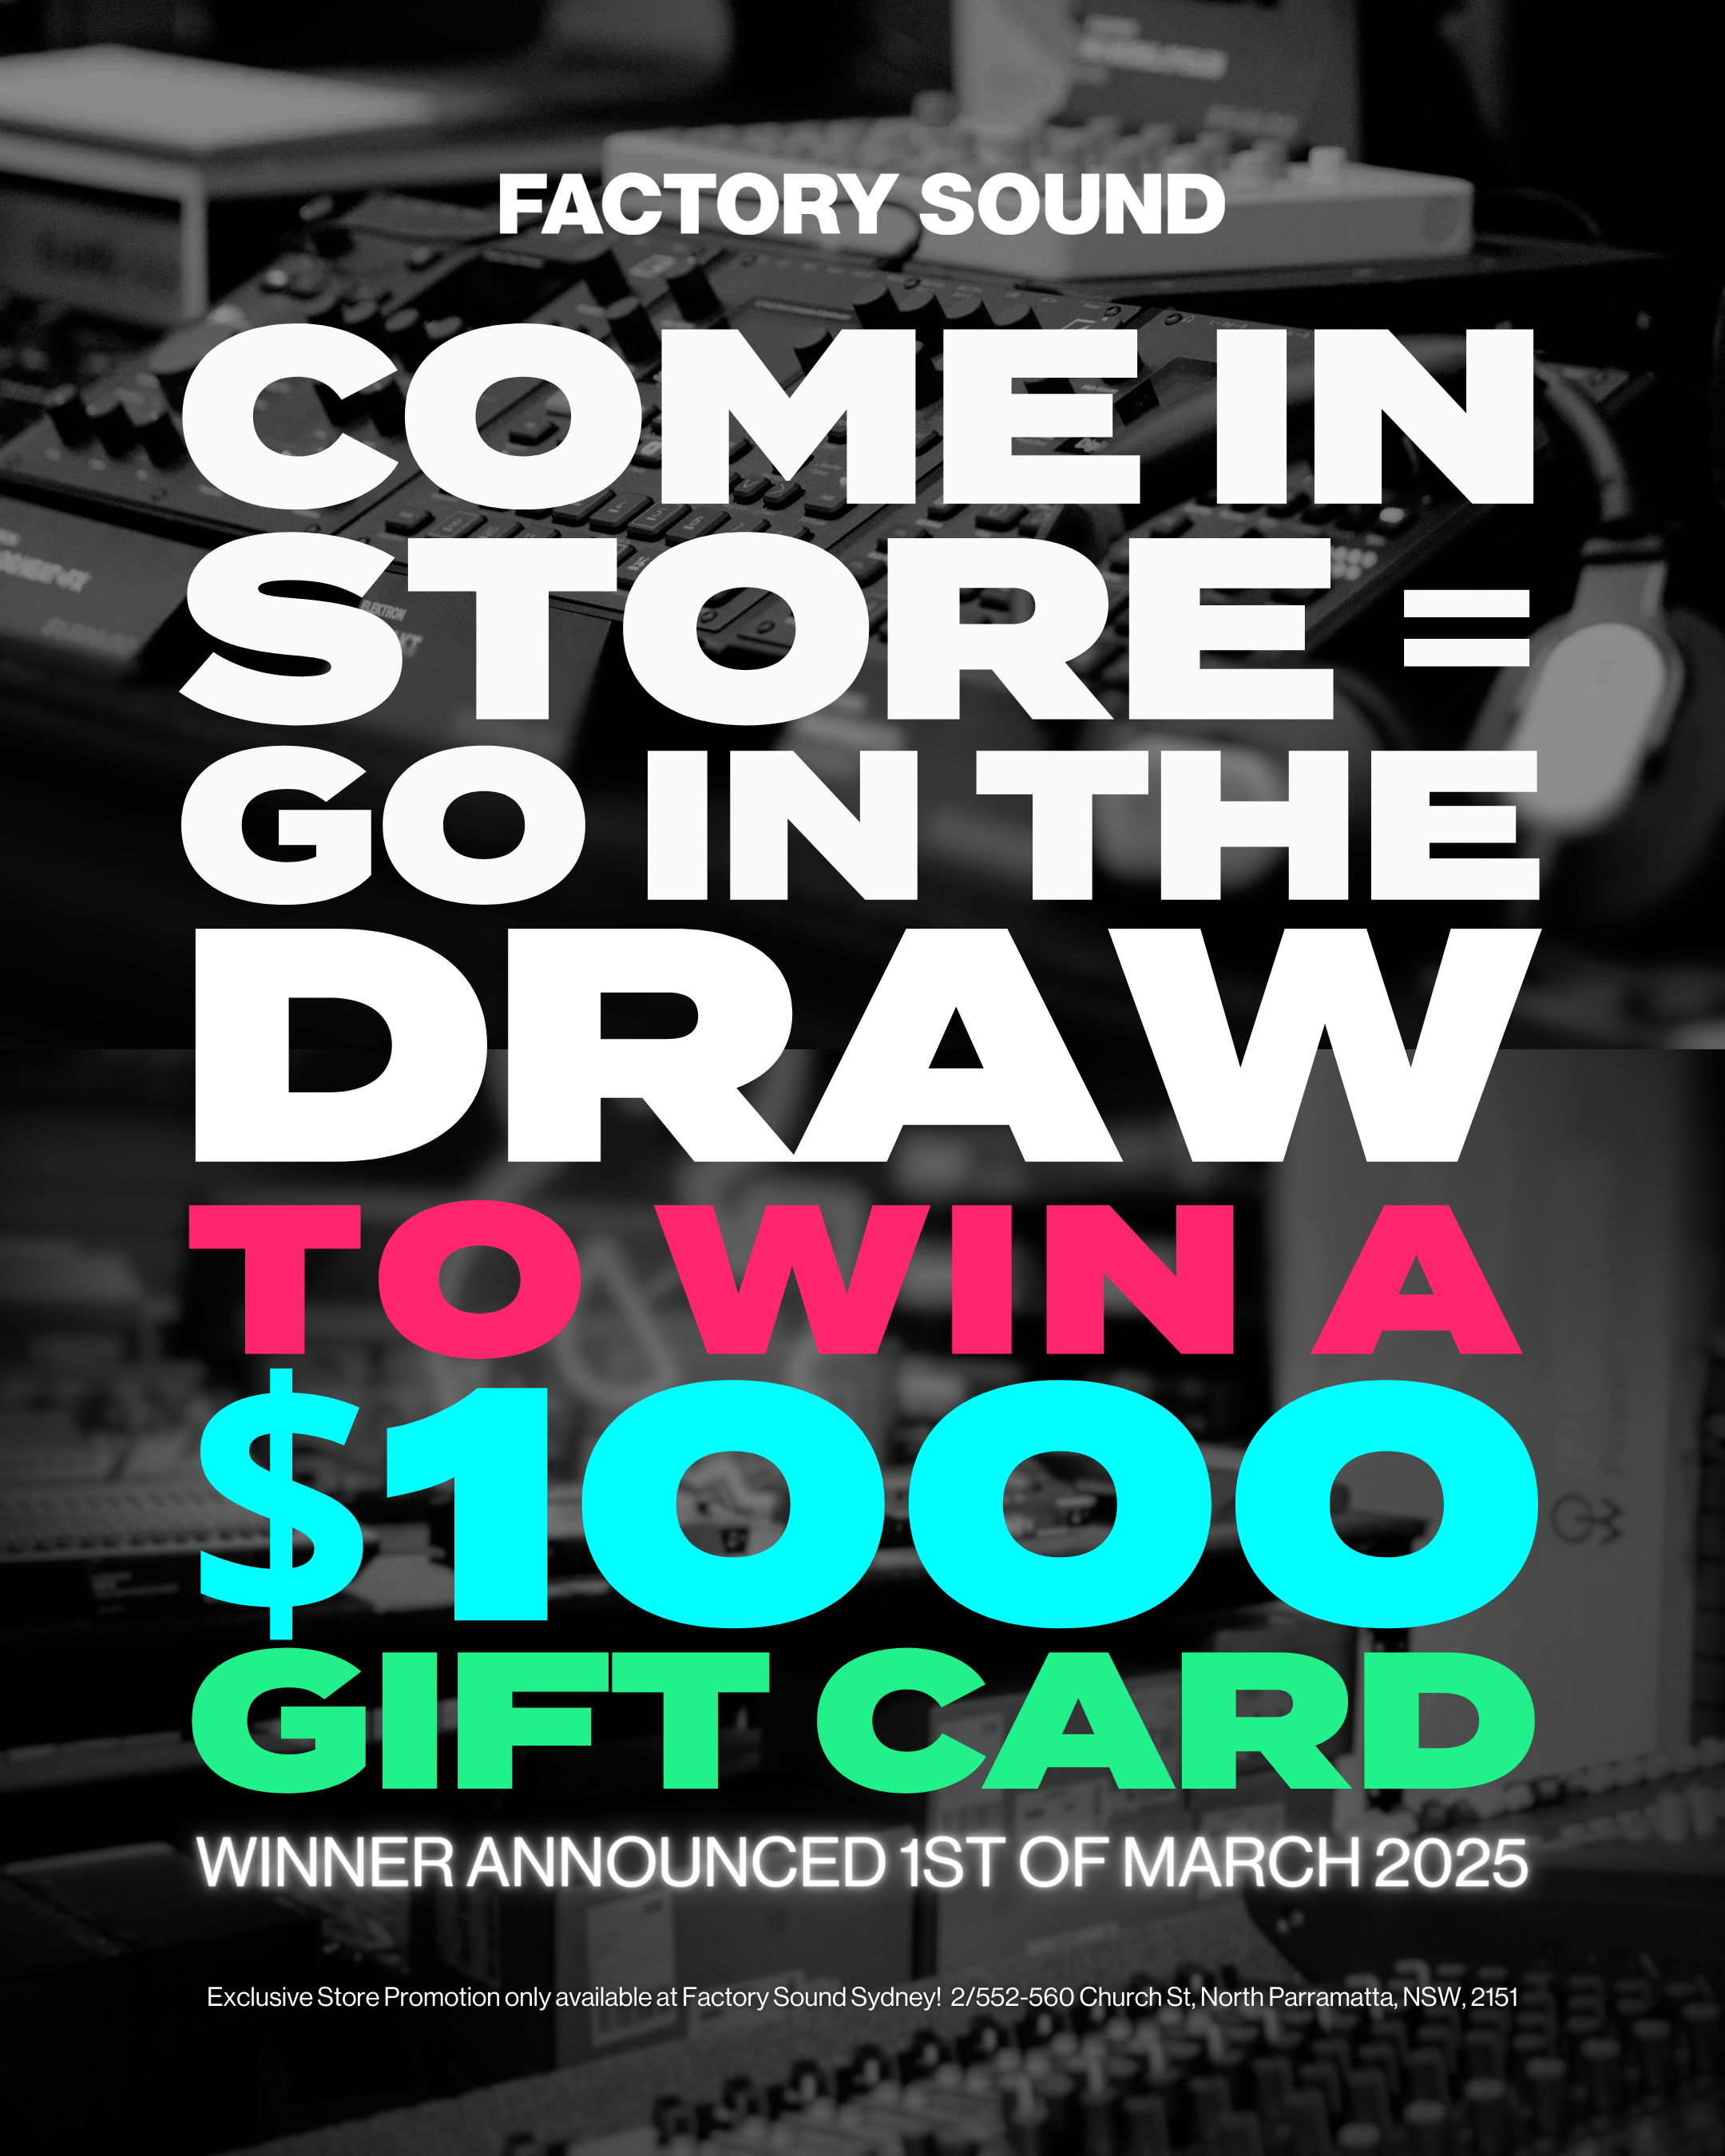 FACTORY SOUND
COME IN
STORE =
GO IN THE
DRAW
TO WIN A
$1000
GIFT CARD
WINNER ANNOUNCED 1ST OF MARCH 2025
Exclusive Store Promotion only available at Factory Sound Sydney! 2/552-560 Church St, North Parramatta, NSW, 2151
ELEKTRON